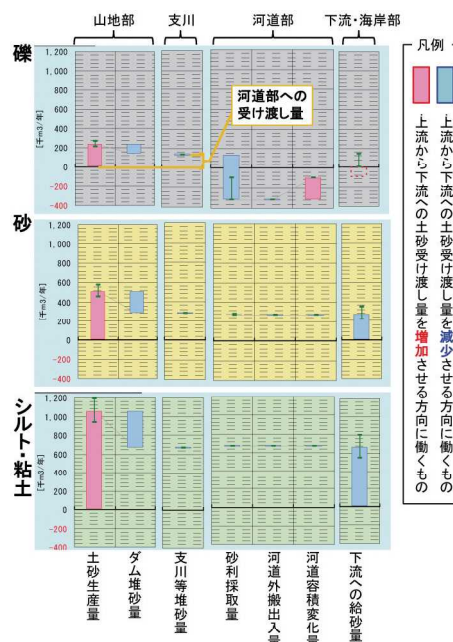 山地部
支川
河道部
下流・海岸部
礫
[千m3/年]
1,200
1,000
800
600
400
200
0
-200
-400
河道部への
受け渡し量
砂
[千m3/年]
1,200
1,000
800
600
400
200
0
-200
-400
シルト・粘土
[千m3/年]
1,200
1,000
800
600
400
200
0
-200
-400
土砂生産量
ダム堆砂量
支川等堆砂量
砂利採取量
河道外搬出入量
河道容積変化量
下流への給砂量
凡例
上流から下流への土砂受け渡し量を減少させる方向に働くもの
上流から下流への土砂受け渡し量を増加させる方向に働くもの